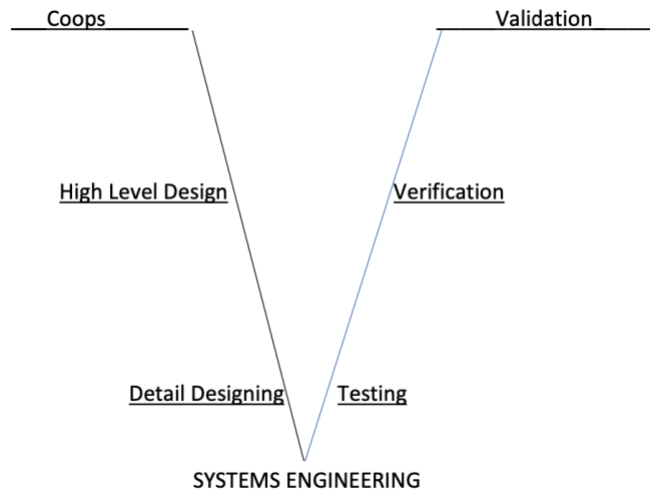 Coops
Validation
High Level Design
Verification
Detail Designing
Testing
SYSTEMS ENGINEERING